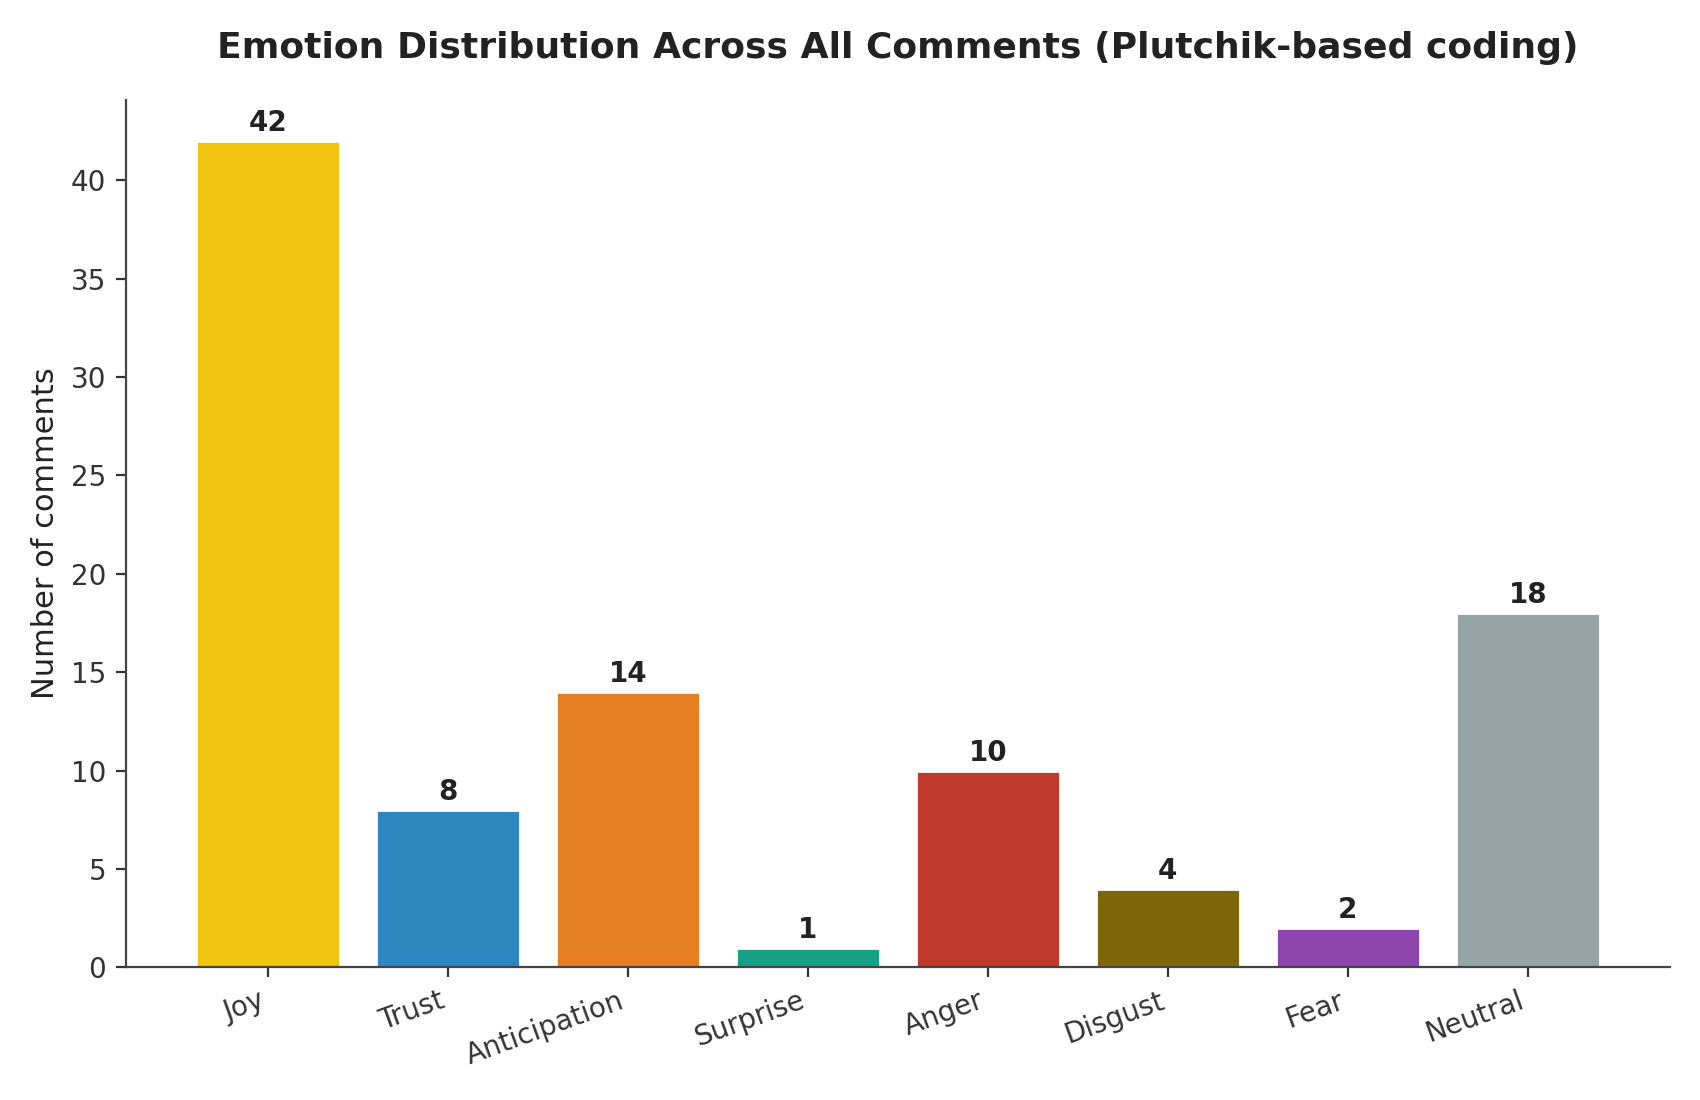 Emotion Distribution Across All Comments (Plutchik-based coding)
Number of comments
40
35
30
25
20
15
10
5
0
42
8
14
1
10
4
2
18
Joy
Trust
Anticipation
Surprise
Anger
Disgust
Fear
Neutral